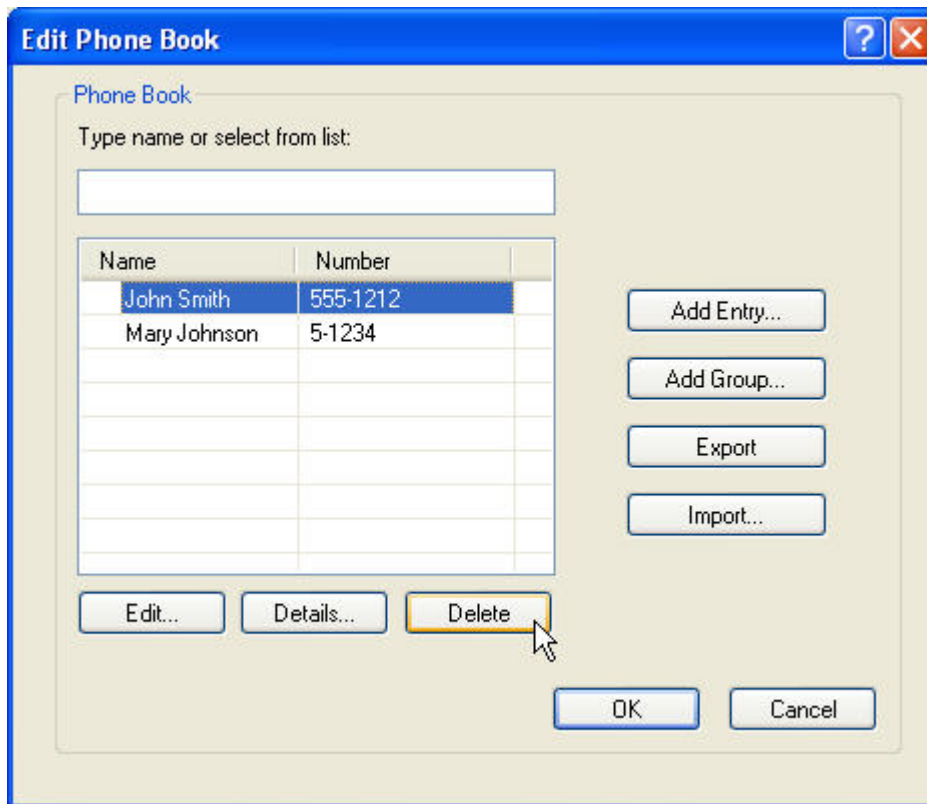 Edit Phone Book
?
Phone Book
Type name or select from list:
Name Number
John Smith 555-1212
Mary Johnson 5-1234
Add Entry...
Add Group...
Export
Import...
Edit... Details... Delete
OK Cancel